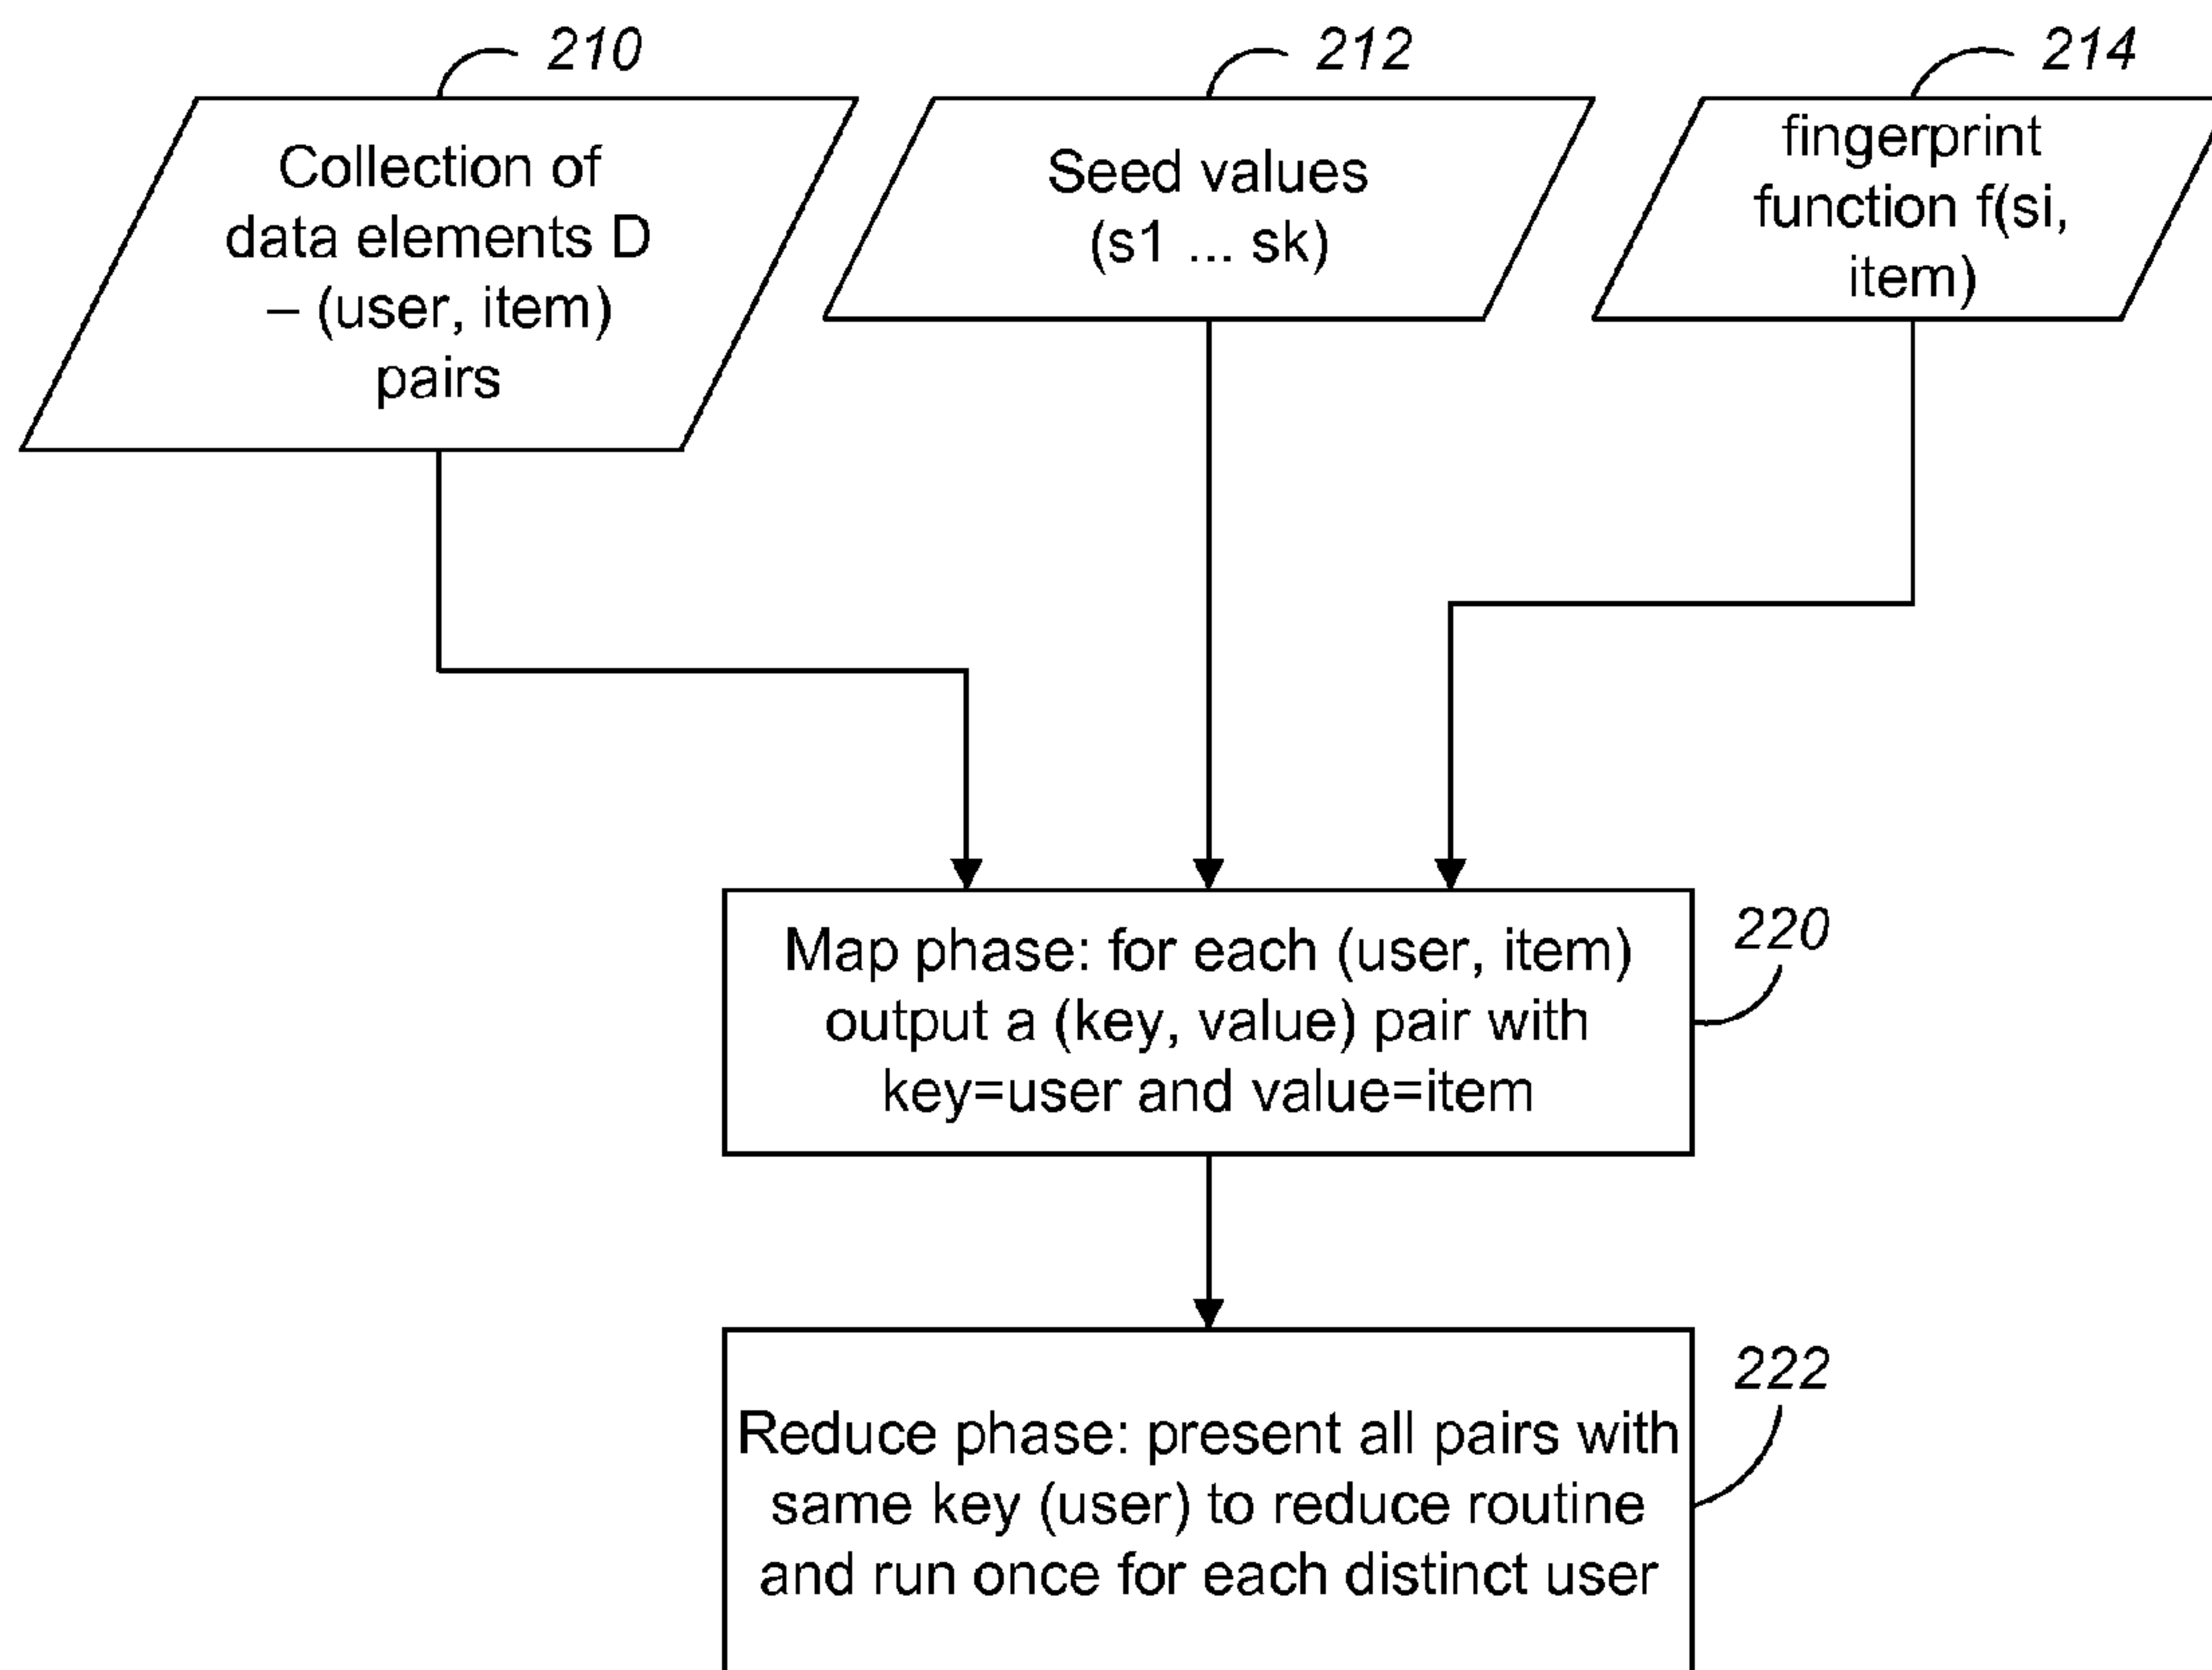 210
Collection of
data elements D
– (user, item)
pairs
212
Seed values
(s1 ... sk)
214
fingerprint
function f(si,
item)
Map phase: for each (user, item)
output a (key, value) pair with
key=user and value=item
220
Reduce phase: present all pairs with
same key (user) to reduce routine
and run once for each distinct user
222